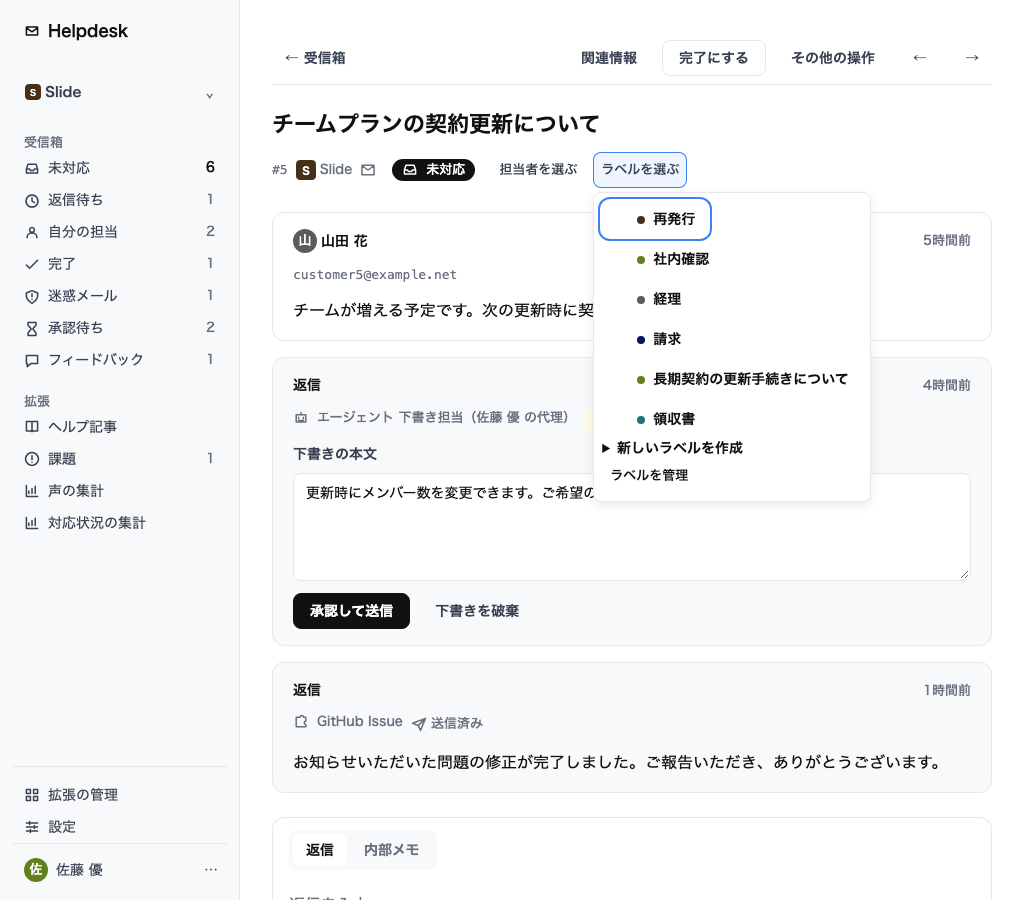 Helpdesk
S Slide
受信箱
未対応 6
返信待ち 1
自分の担当 2
完了 1
迷惑メール 1
承認待ち 2
フィードバック 1
拡張
ヘルプ記事
課題 1
声の集計
対応状況の集計
拡張の管理
設定
佐 佐藤 優 …
← 受信箱 関連情報 完了にする その他の操作 ← →
チームプランの契約更新について
#5 S Slide 未対応 担当者を選ぶ ラベルを選ぶ
再発行
社内確認
経理
請求
長期契約の更新手続きについて
領収書
新しいラベルを作成
ラベルを管理
山 山田 花 5時間前
customer5@example.net
チームが増える予定です。次の更新時に契
返信 4時間前
エージェント 下書き担当（佐藤 優 の代理）
下書きの本文
更新時にメンバー数を変更できます。ご希望の
承認して送信 下書きを破棄
返信 1時間前
GitHub Issue 送信済み
お知らせいただいた問題の修正が完了しました。ご報告いただき、ありがとうございます。
返信 内部メモ